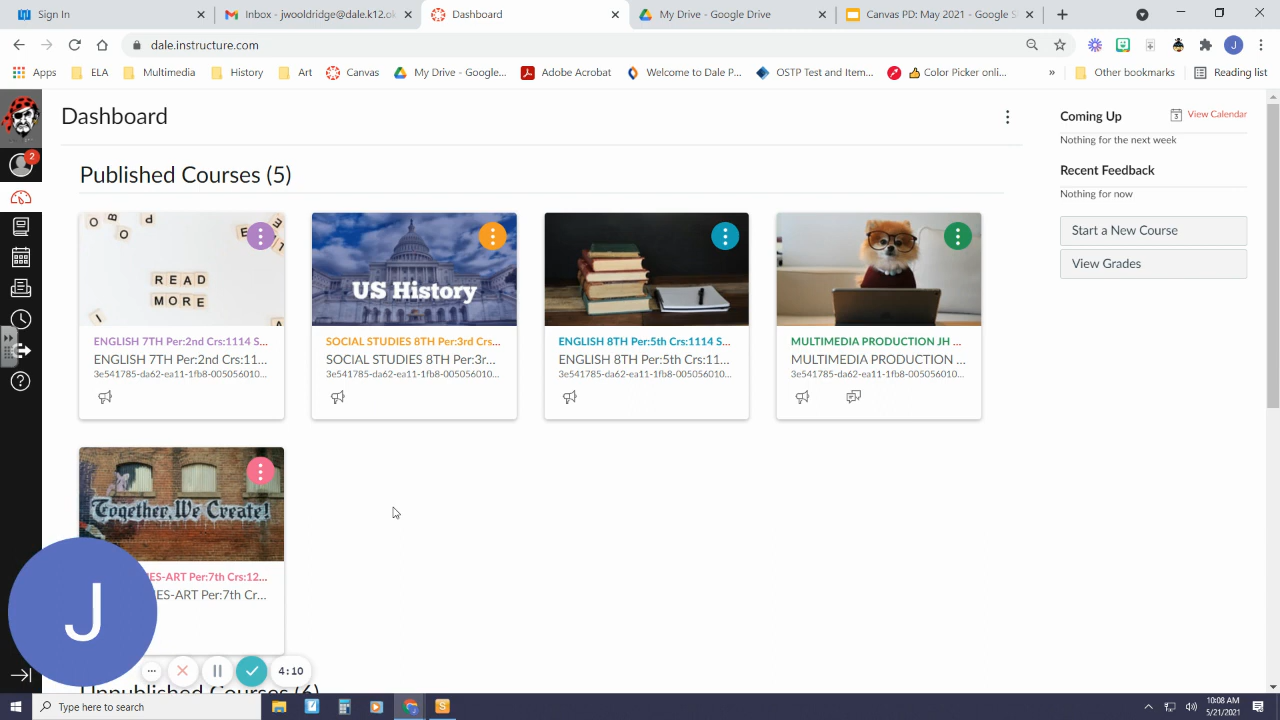 Sign In
Inbox - jwooldridge@dale.k12.ok
Dashboard
My Drive - Google Drive
Canvas PD: May 2021 - Google S
dale.instructure.com
J
Apps
ELA
Multimedia
History
Art
Canvas
My Drive - Google...
Adobe Acrobat
Welcome to Dale P...
OSTP Test and Item...
Color Picker onli...
»
Other bookmarks
Reading list
2
Dashboard
Published Courses (5)
READ
MORE
US History
ENGLISH 7TH Per:2nd Crs:1114 S...
ENGLISH 7TH Per:2nd Crs:11...
3e541785-da62-ea11-1fb8-005056010...
SOCIAL STUDIES 8TH Per:3rd Crs...
SOCIAL STUDIES 8TH Per:3r...
3e541785-da62-ea11-1fb8-005056010...
ENGLISH 8TH Per:5th Crs:1114 S...
ENGLISH 8TH Per:5th Crs:11...
3e541785-da62-ea11-1fb8-005056010...
MULTIMEDIA PRODUCTION JH ...
MULTIMEDIA PRODUCTION ...
3e541785-da62-ea11-1fb8-005056010...
Together, We Create!
ES-ART Per:7th Crs:12...
ES-ART Per:7th Cr...
J
4:10
Unpublished Courses (6)
Coming Up
View Calendar
Nothing for the next week
Recent Feedback
Nothing for now
Start a New Course
View Grades
Type here to search
10:08 AM
5/21/2021